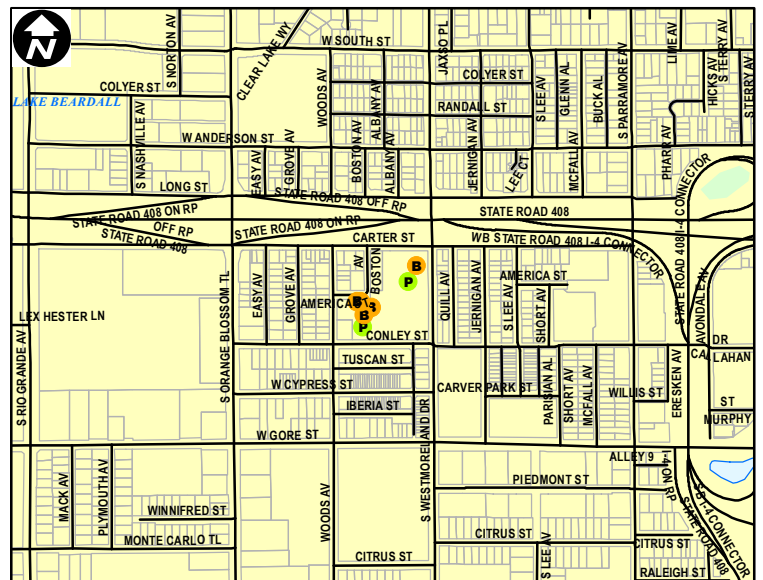 N
S NORTON AV
CLEAR LAKE WY
W SOUTH ST
JAXSO PL
LIME AV
S TERRY AV
HICKS AV
S TERRY AV
COLYER ST
COLYER ST
WOODS AV
ALBANY AV
S LEE AV
GLENN AL
BUCK AL
S PARRAMORE AV
LAKE BEARDALL
RANDALL ST
S NASHVILLE AV
W ANDERSON ST
EASY AV
GROVE AV
BOSTON AV
ALBANY AV
JERNIGAN AV
LEE CT
MCFALL AV
PHARR AV
LONG ST
STATE ROAD 408 OFF RP
STATE ROAD 408
STATE ROAD 408 I-4 CONNECTOR
STATE ROAD 408 ON RP
OFF RP
STATE ROAD 408
STATE ROAD 408 ON RP
CARTER ST
WB STATE ROAD 408 I-4 CONNECTOR
AV
BOSTON
B
P
EASY AV
GROVE AV
AMERICA ST
B
B
B
P
QUILL AV
JERNIGAN AV
S LEE AV
AMERICA ST
SHORT AV
AVONDALE AV
LEX HESTER LN
S ORANGE BLOSSOM TL
CONLEY ST
DR
CALLAHAN
S RIO GRANDE AV
TUSCAN ST
W CYPRESS ST
CARVER PARK ST
PARISIAN AL
SHORT AV
MCFALL AV
WILLIS ST
ERESKEN AV
IBERIA ST
ST
MURPHY
W GORE ST
S WESTMORELAND DR
ALLEY 9
I-4 ON RP
MACK AV
PLYMOUTH AV
WOODS AV
PIEDMONT ST
SB I-4 CONNECTOR
STATE ROAD 408
WINNIFRED ST
MONTE CARLO TL
CITRUS ST
CITRUS ST
S LEE AV
CITRUS ST
RALEIGH ST